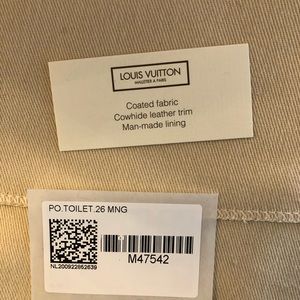 LOUIS VUITTON
MALLETIER À PARIS
Coated fabric
Cowhide leather trim
Man-made lining
PO.TOILET.26 MNG
M47542
NL200922852639